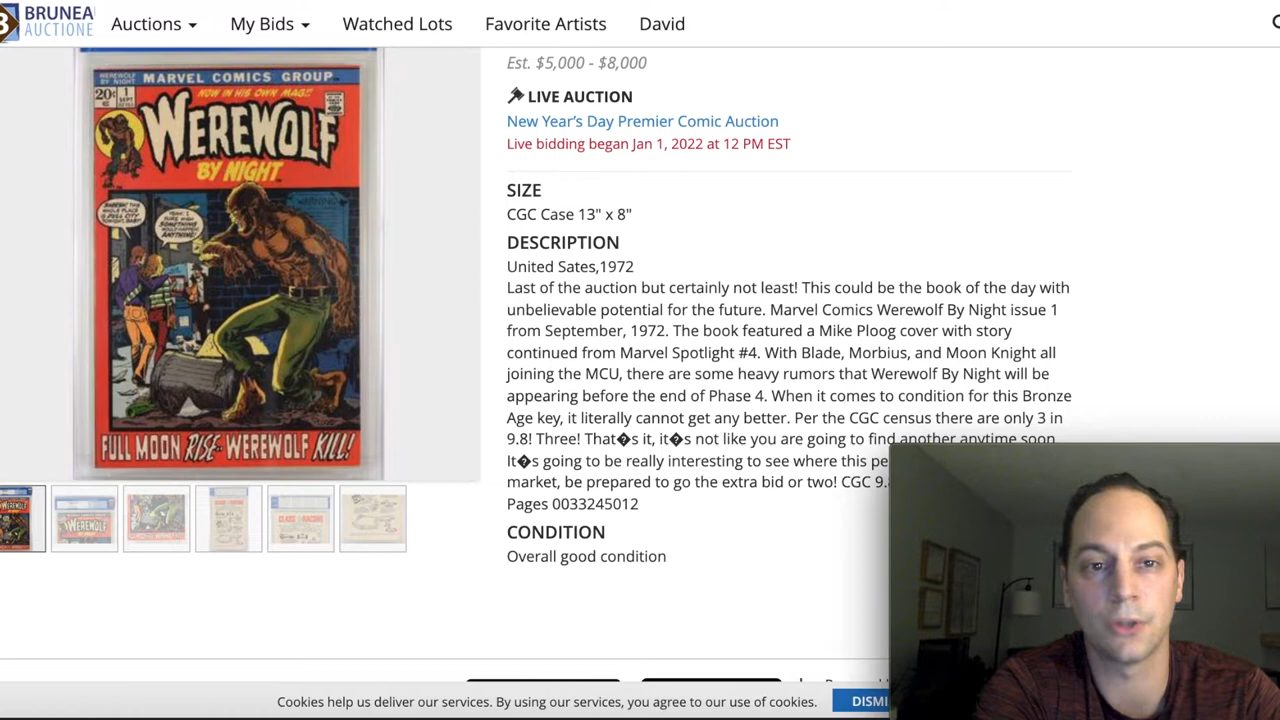 BRUNEA
AUCTIONE
Auctions
My Bids
Watched Lots
Favorite Artists
David
Est. $5,000 - $8,000
LIVE AUCTION
New Year's Day Premier Comic Auction
Live bidding began Jan 1, 2022 at 12 PM EST
SIZE
CGC Case 13" x 8"
DESCRIPTION
United Sates,1972
Last of the auction but certainly not least! This could be the book of the day with
unbelievable potential for the future. Marvel Comics Werewolf By Night issue 1
from September, 1972. The book featured a Mike Ploog cover with story
continued from Marvel Spotlight #4. With Blade, Morbius, and Moon Knight all
joining the MCU, there are some heavy rumors that Werewolf By Night will be
appearing before the end of Phase 4. When it comes to condition for this Bronze
Age key, it literally cannot get any better. Per the CGC census there are only 3 in
9.8! Three! That�s it, it�s not like you are going to find another anytime soon
It�s going to be really interesting to see where this pe
market, be prepared to go the extra bid or two! CGC 9.
Pages 0033245012
CONDITION
Overall good condition
WEREWOLF
BY NIGHT
MARVEL COMICS GROUP
20¢
1
SEPT
NOW IN HIS OWN MAG!!
WEREWOLF
BY NIGHT
FULL MOON RISE-- WEREWOLF KILL!
Cookies help us deliver our services. By using our services, you agree to our use of cookies.
DISMI